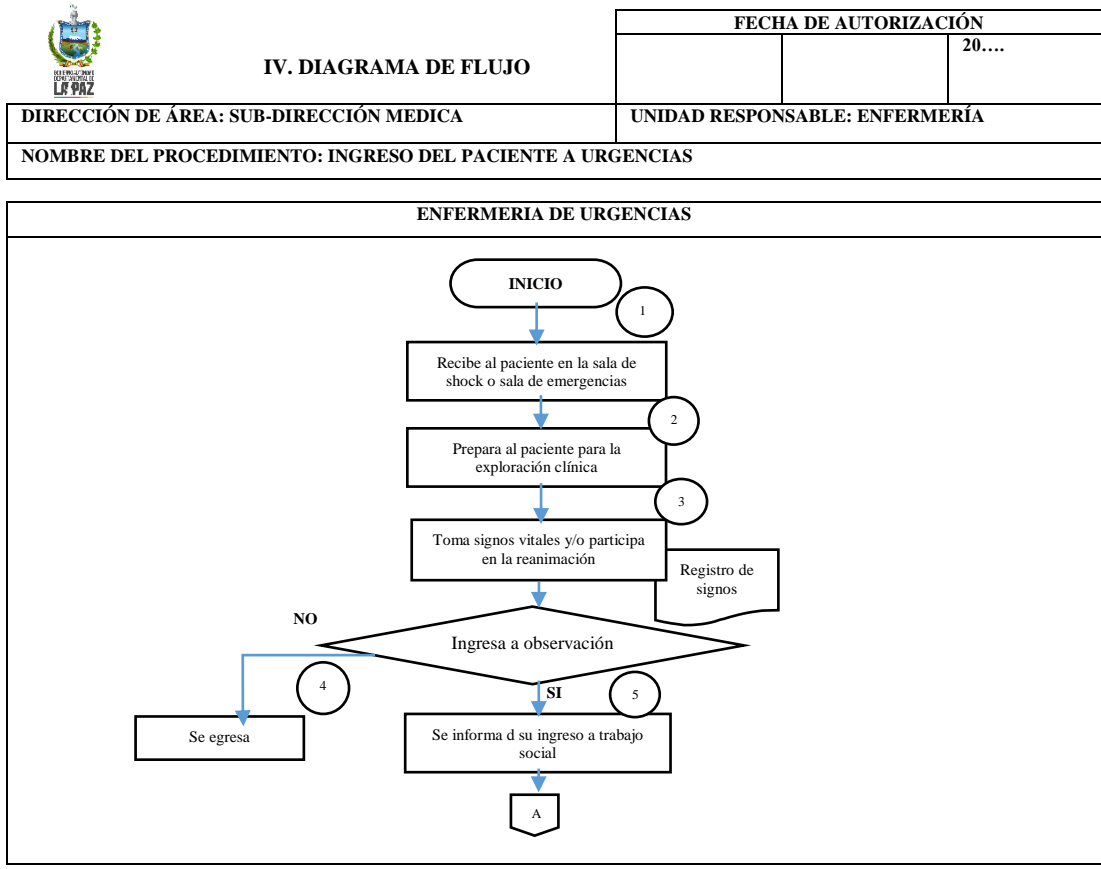 FECHA DE AUTORIZACIÓN
20….
IV. DIAGRAMA DE FLUJO
LA PAZ
DIRECCIÓN DE ÁREA: SUB-DIRECCIÓN MEDICA
UNIDAD RESPONSABLE: ENFERMERÍA
NOMBRE DEL PROCEDIMIENTO: INGRESO DEL PACIENTE A URGENCIAS
ENFERMERIA DE URGENCIAS
INICIO
1
Recibe al paciente en la sala de
shock o sala de emergencias
2
Prepara al paciente para la
exploración clínica
3
Toma signos vitales y/o participa
en la reanimación
Registro de
signos
NO
Ingresa a observación
4
SI
5
Se egresa
Se informa d su ingreso a trabajo
social
A